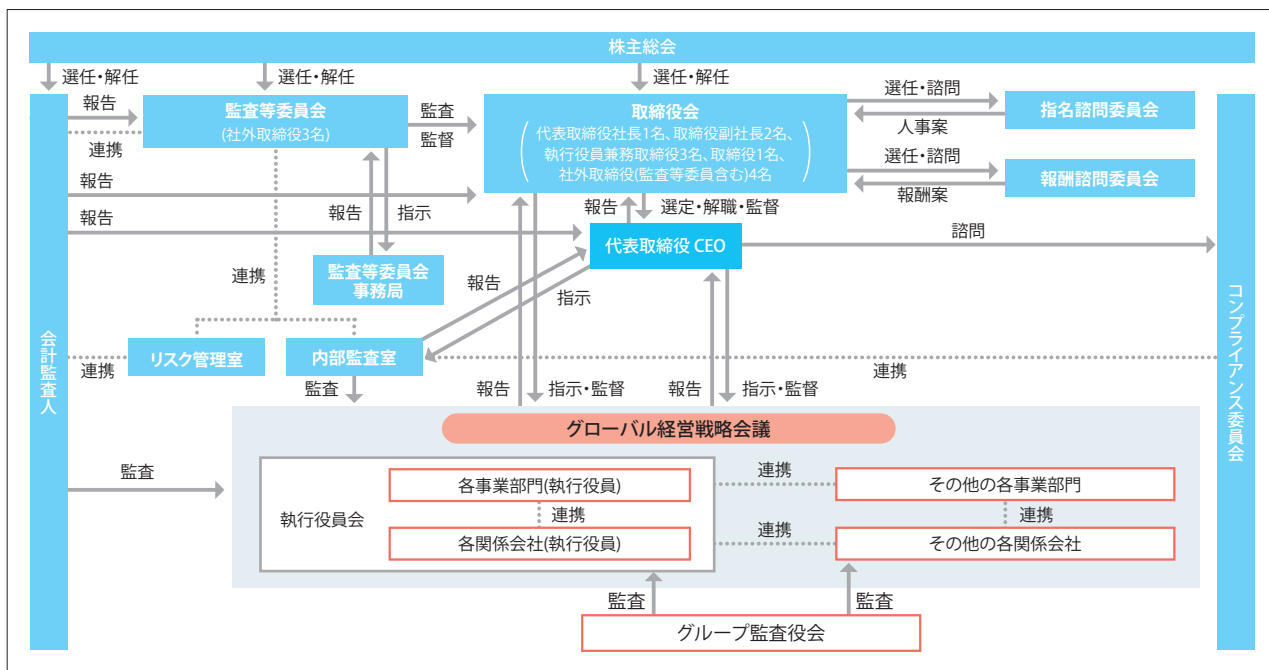 株主総会
選任・解任
選任・解任
選任・解任
報告
監査等委員会
(社外取締役3名)
監査
監督
取締役会
代表取締役社長1名、取締役副社長2名、
執行役員兼務取締役3名、取締役1名、
社外取締役(監査等委員含む)4名
選任・諮問
指名諮問委員会
人事案
連携
選任・諮問
報酬諮問委員会
報酬案
報告
報告
報告
指示
報告
選定・解職・監督
代表取締役 CEO
諮問
監査等委員会
事務局
連携
報告
指示
会計監査人
コンプライアンス委員会
リスク管理室
内部監査室
連携
連携
監査
報告
指示・監督
報告
指示・監督
グローバル経営戦略会議
監査
執行役員会
各事業部門(執行役員)
連携
その他の各事業部門
連携
連携
各関係会社(執行役員)
連携
その他の各関係会社
監査
監査
グループ監査役会